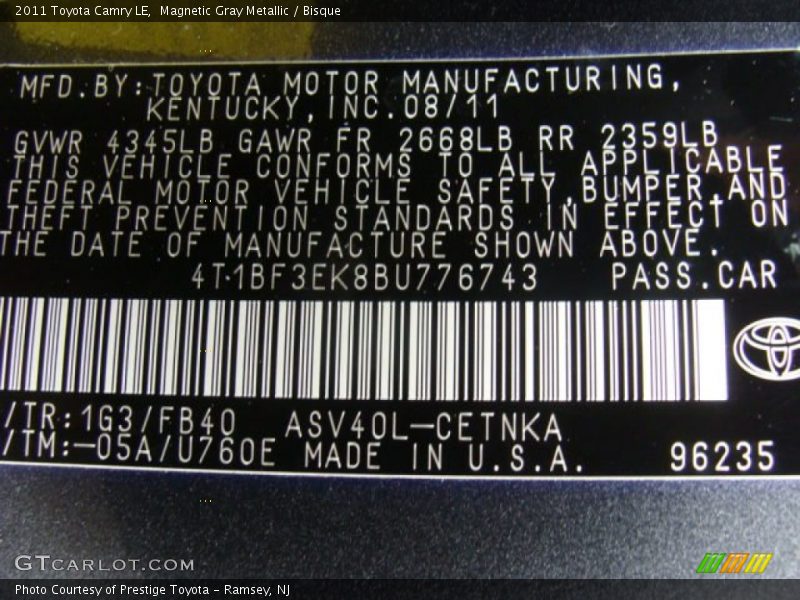 2011 Toyota Camry LE,  Magnetic Gray Metallic / Bisque
MFD.BY:TOYOTA MOTOR MANUFACTURING,
KENTUCKY,INC.08/11
GVWR 4345LB GAWR FR 2668LB RR 2359LB
THIS VEHICLE CONFORMS TO ALL APPLICABLE
FEDERAL MOTOR VEHICLE SAFETY,BUMPER,AND
THEFT PREVENTION STANDARDS IN EFFECT ON
THE DATE OF MANUFACTURE SHOWN ABOVE.
4T1BF3EK8BU776743 PASS.CAR
/TR:1G3/FB40 ASV40L-CETNKA
/TM:-05A/U760E MADE IN U.S.A. 96235
GTCARLOT.COM
Photo Courtesy of Prestige Toyota - Ramsey, NJ